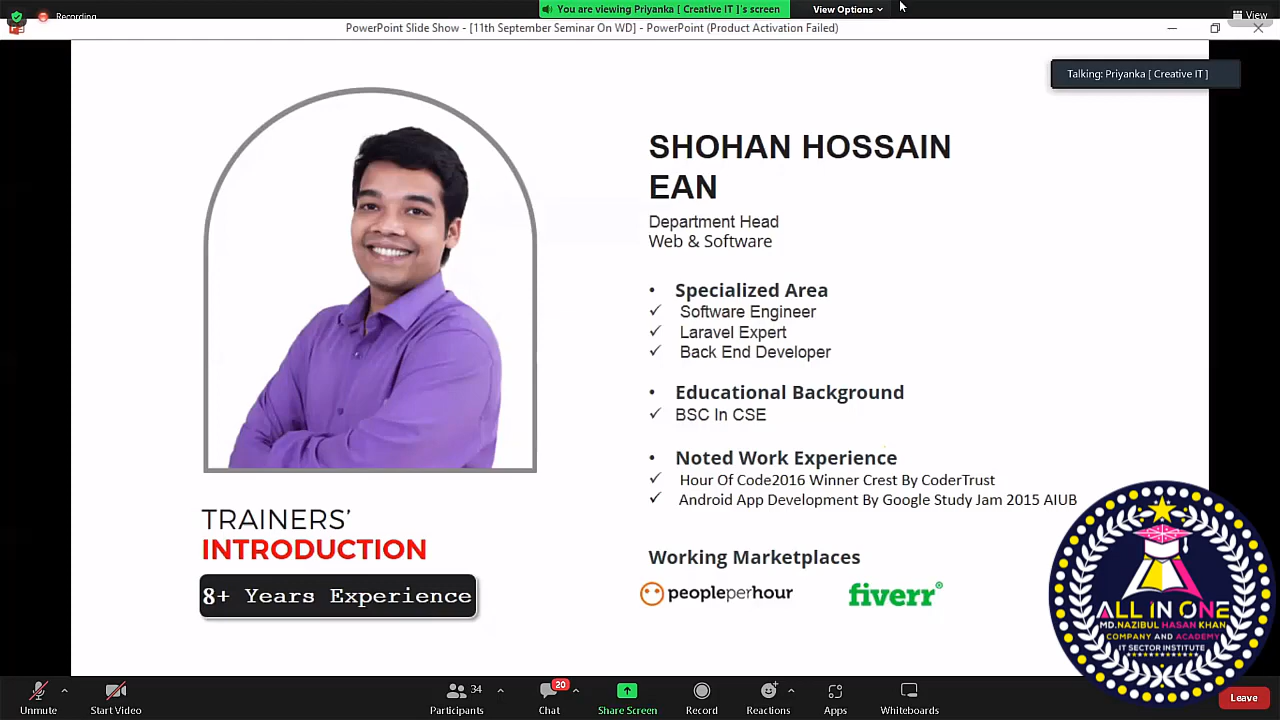 Recording
You are viewing Priyanka [ Creative IT ]'s screen
View Options
View
PowerPoint Slide Show - [11th September Seminar On WD] - PowerPoint (Product Activation Failed)
Talking: Priyanka [ Creative IT ]
SHOHAN HOSSAIN
EAN
Department Head
Web & Software
• Specialized Area
✓ Software Engineer
✓ Laravel Expert
✓ Back End Developer
• Educational Background
✓ BSC In CSE
• Noted Work Experience
✓ Hour Of Code2016 Winner Crest By CoderTrust
✓ Android App Development By Google Study Jam 2015 AIUB
TRAINERS’
INTRODUCTION
8+ Years Experience
Working Marketplaces
peopleperhour
fiverr®
ALL IN ONE
MD.NAZIBUL HASAN KHAN
COMPANY AND ACADEMY
IT SECTOR INSTITUTE
Unmute
Start Video
34
Participants
20
Chat
Share Screen
Record
Reactions
Apps
Whiteboards
Leave